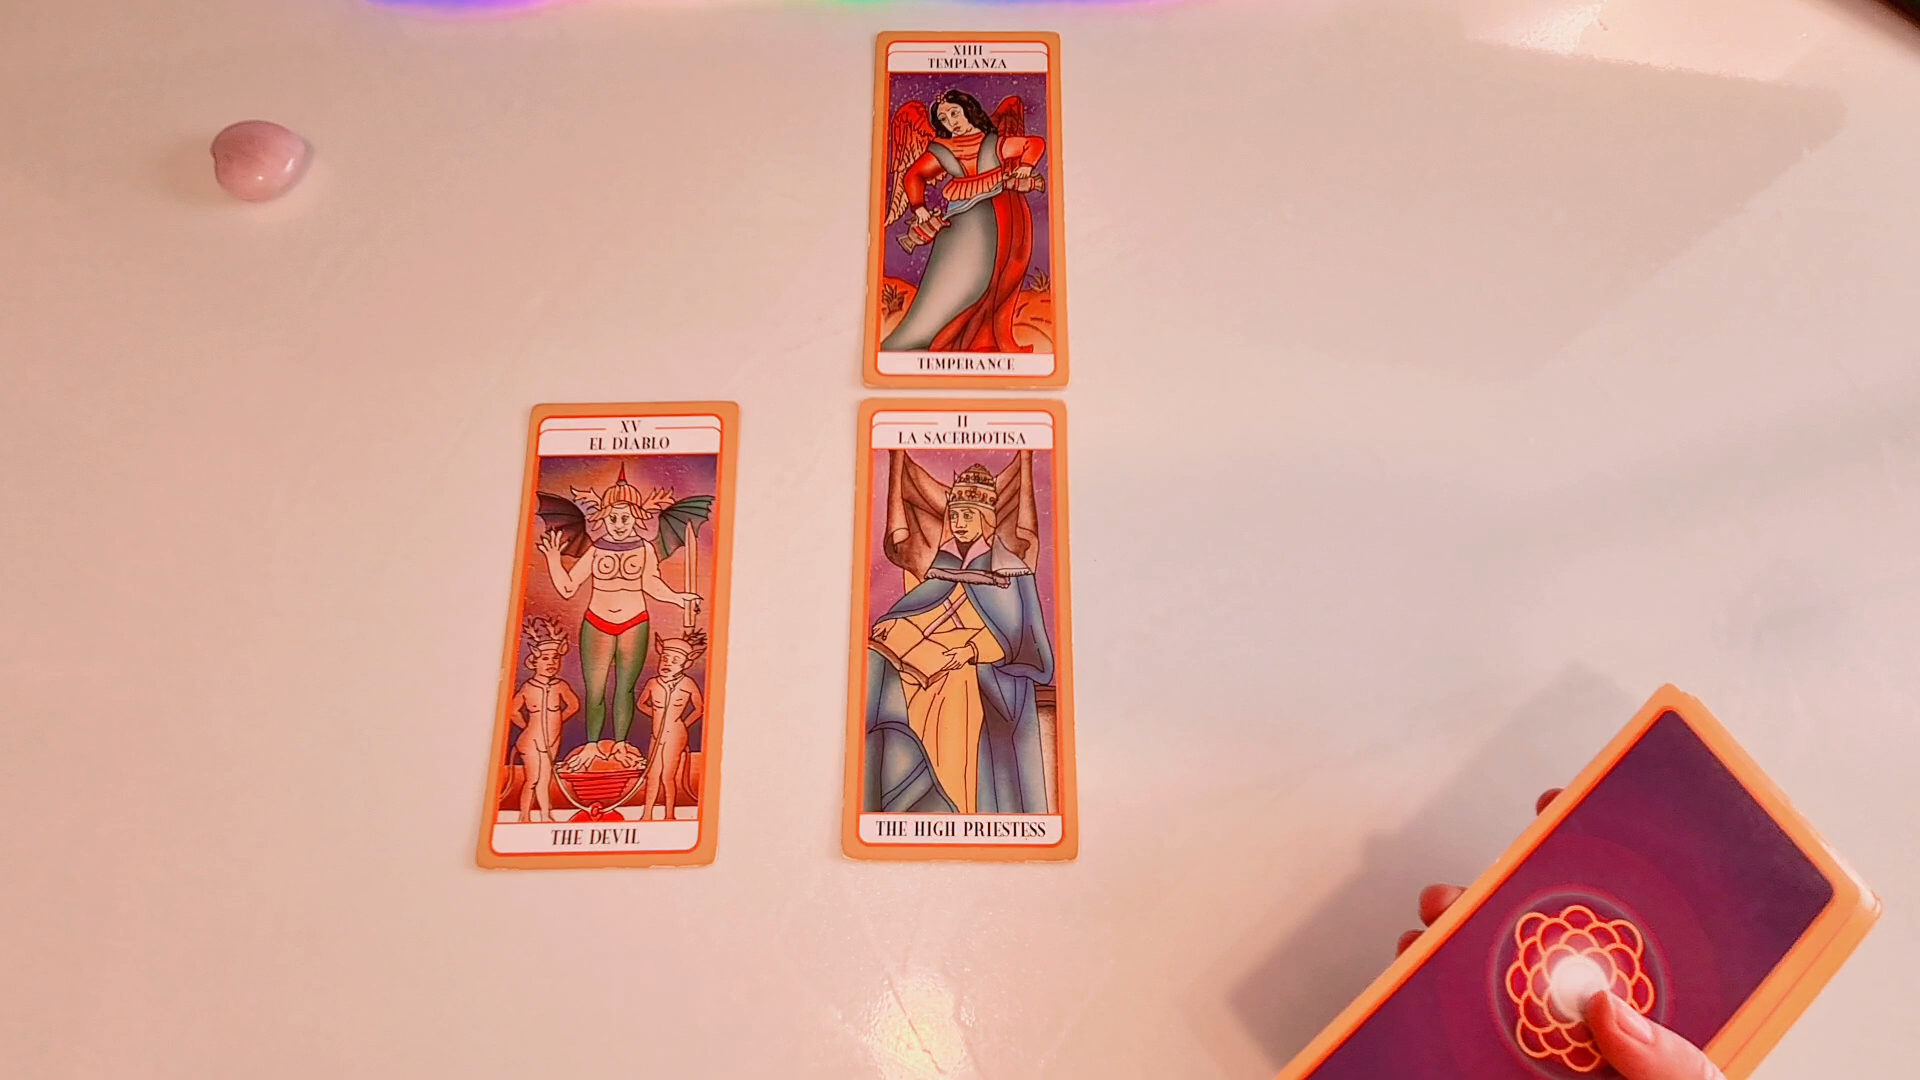 XIIII
TEMPLANZA
TEMPERANCE
XV
EL DIABLO
THE DEVIL
II
LA SACERDOTISA
THE HIGH PRIESTESS